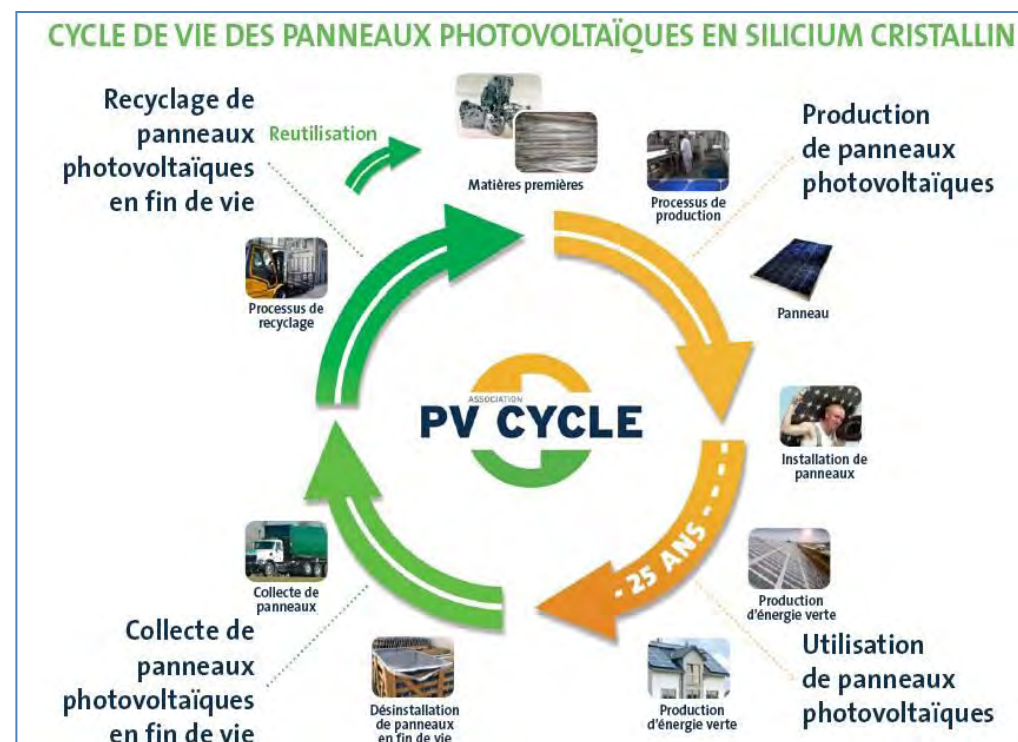 CYCLE DE VIE DES PANNEAUX PHOTOVOLTAÏQUES EN SILICIUM CRISTALLIN
Recyclage de
panneaux
photovoltaïques
en fin de vie
Reutilisation
Matières premières
Processus de
production
Production
de panneaux
photovoltaïques
Processus de
recyclage
Panneau
ASSOCIATION
PV CYCLE
Installation de
panneaux
- 25 ANS -
Collecte de
panneaux
Production
d'énergie verte
Collecte de
panneaux
photovoltaïques
en fin de vie
Désinstallation
de panneaux
en fin de vie
Production
d'énergie verte
Utilisation
de panneaux
photovoltaïques